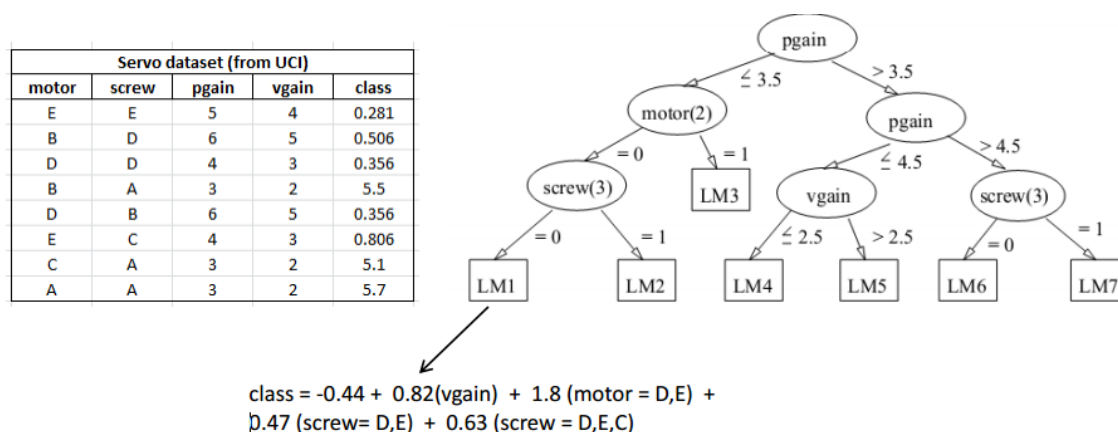 Servo dataset (from UCI)
motor screw pgain vgain class
E E 5 4 0.281
B D 6 5 0.506
D D 4 3 0.356
B A 3 2 5.5
D B 6 5 0.356
E C 4 3 0.806
C A 3 2 5.1
A A 3 2 5.7
pgain
≤ 3.5
> 3.5
motor(2)
pgain
= 0
= 1
≤ 4.5
> 4.5
screw(3)
LM3
vgain
screw(3)
= 0
= 1
≤ 2.5
> 2.5
= 0
= 1
LM1
LM2
LM4
LM5
LM6
LM7
class = -0.44 + 0.82(vgain) + 1.8 (motor = D,E) +
0.47 (screw= D,E) + 0.63 (screw = D,E,C)